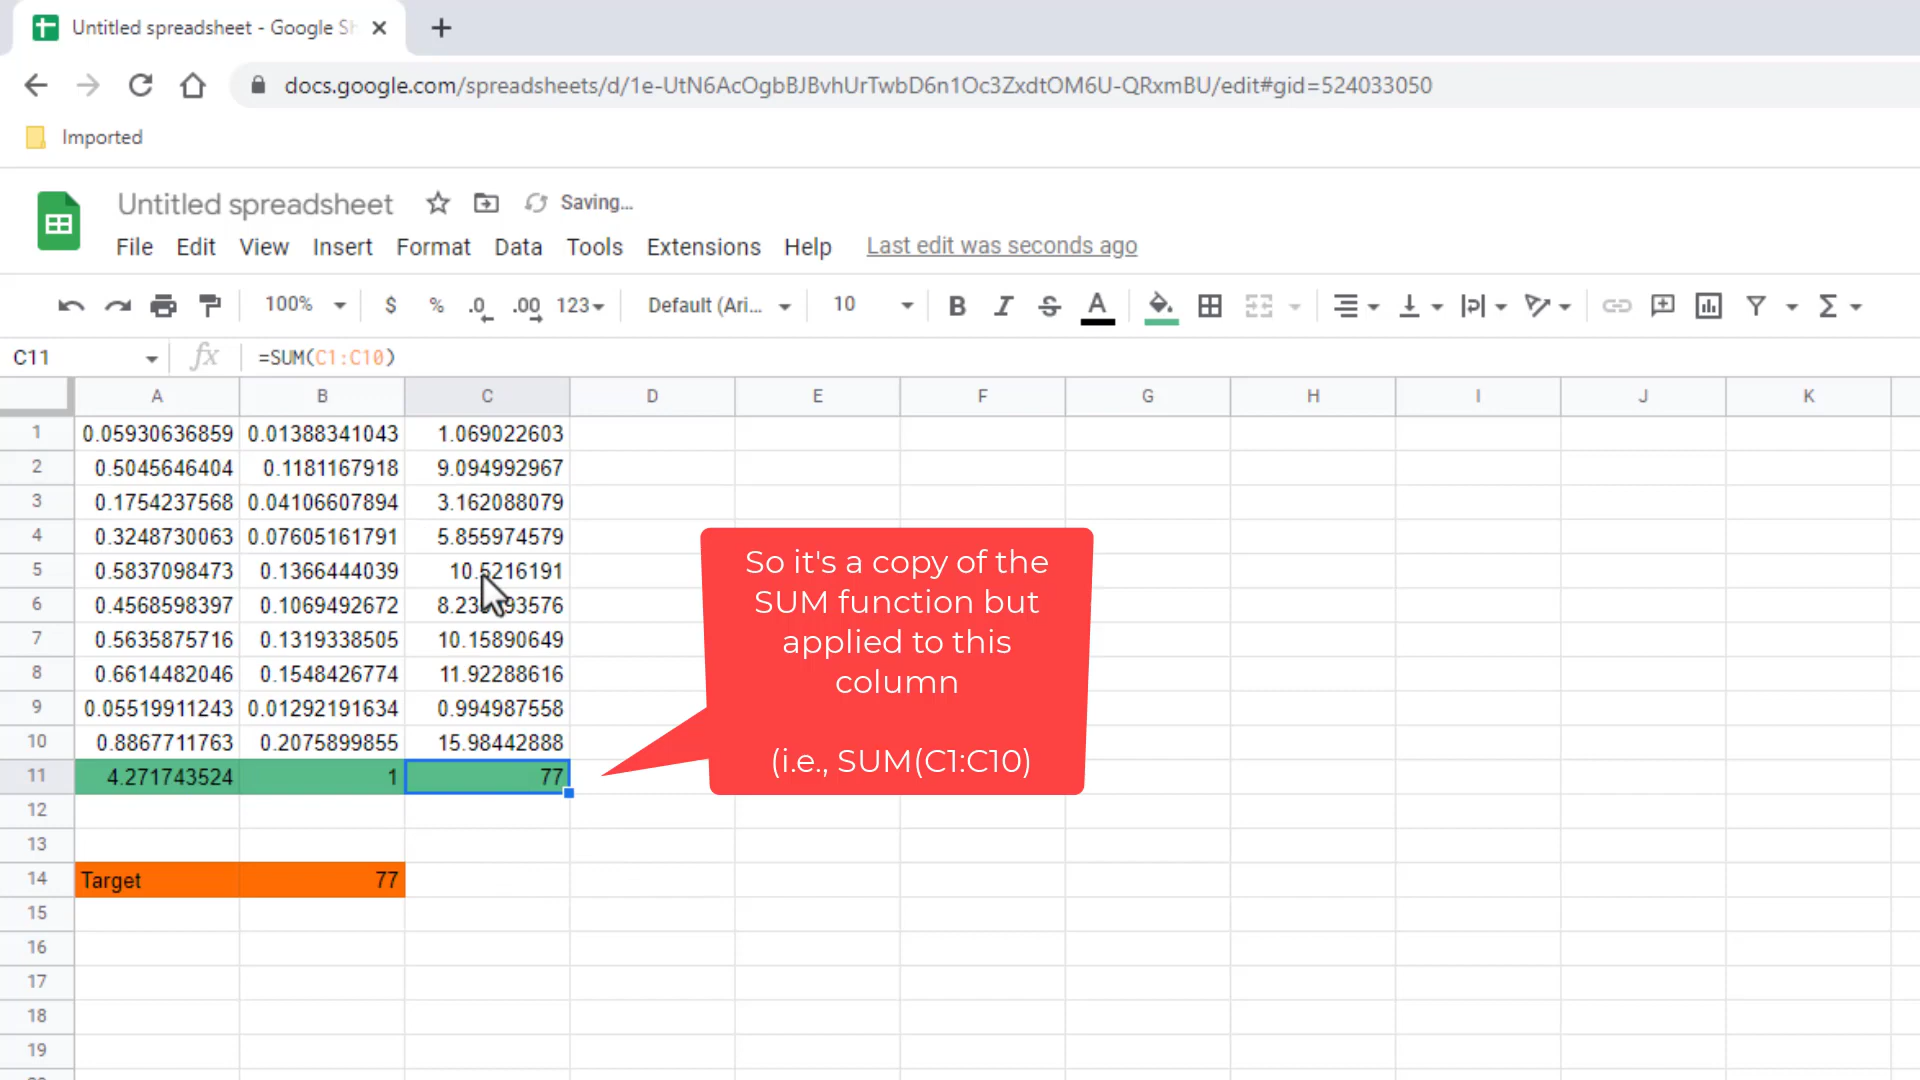 Untitled spreadsheet - Google Sh
docs.google.com/spreadsheets/d/1e-UtN6AcOgbBJBvhUrTwbD6n1Oc3ZxdtOM6U-QRxmBU/edit#gid=524033050
Imported
Untitled spreadsheet Saving...
File Edit View Insert Format Data Tools Extensions Help Last edit was seconds ago
100% $ % .0 .00 123 Default (Ari... 10 B I S A Σ
C11 fx =SUM(C1:C10)
A B C D E F G H I J K
1 0.05930636859 0.01388341043 1.069022603
2 0.5045646404 0.1181167918 9.094992967
3 0.1754237568 0.04106607894 3.162088079
4 0.3248730063 0.07605161791 5.855974579
5 0.5837098473 0.1366444039 10.5216191
6 0.4568598397 0.1069492672
7 0.5635875716 0.1319338505 10.15890649
8 0.6614482046 0.1548426774 11.92288616
9 0.05519911243 0.01292191634 0.994987558
10 0.8867711763 0.2075899855 15.98442888
11 4.271743524 1 77
12
13
14 Target 77
15
16
17
18
19
So it's a copy of the
SUM function but
applied to this
column
(i.e., SUM(C1:C10)